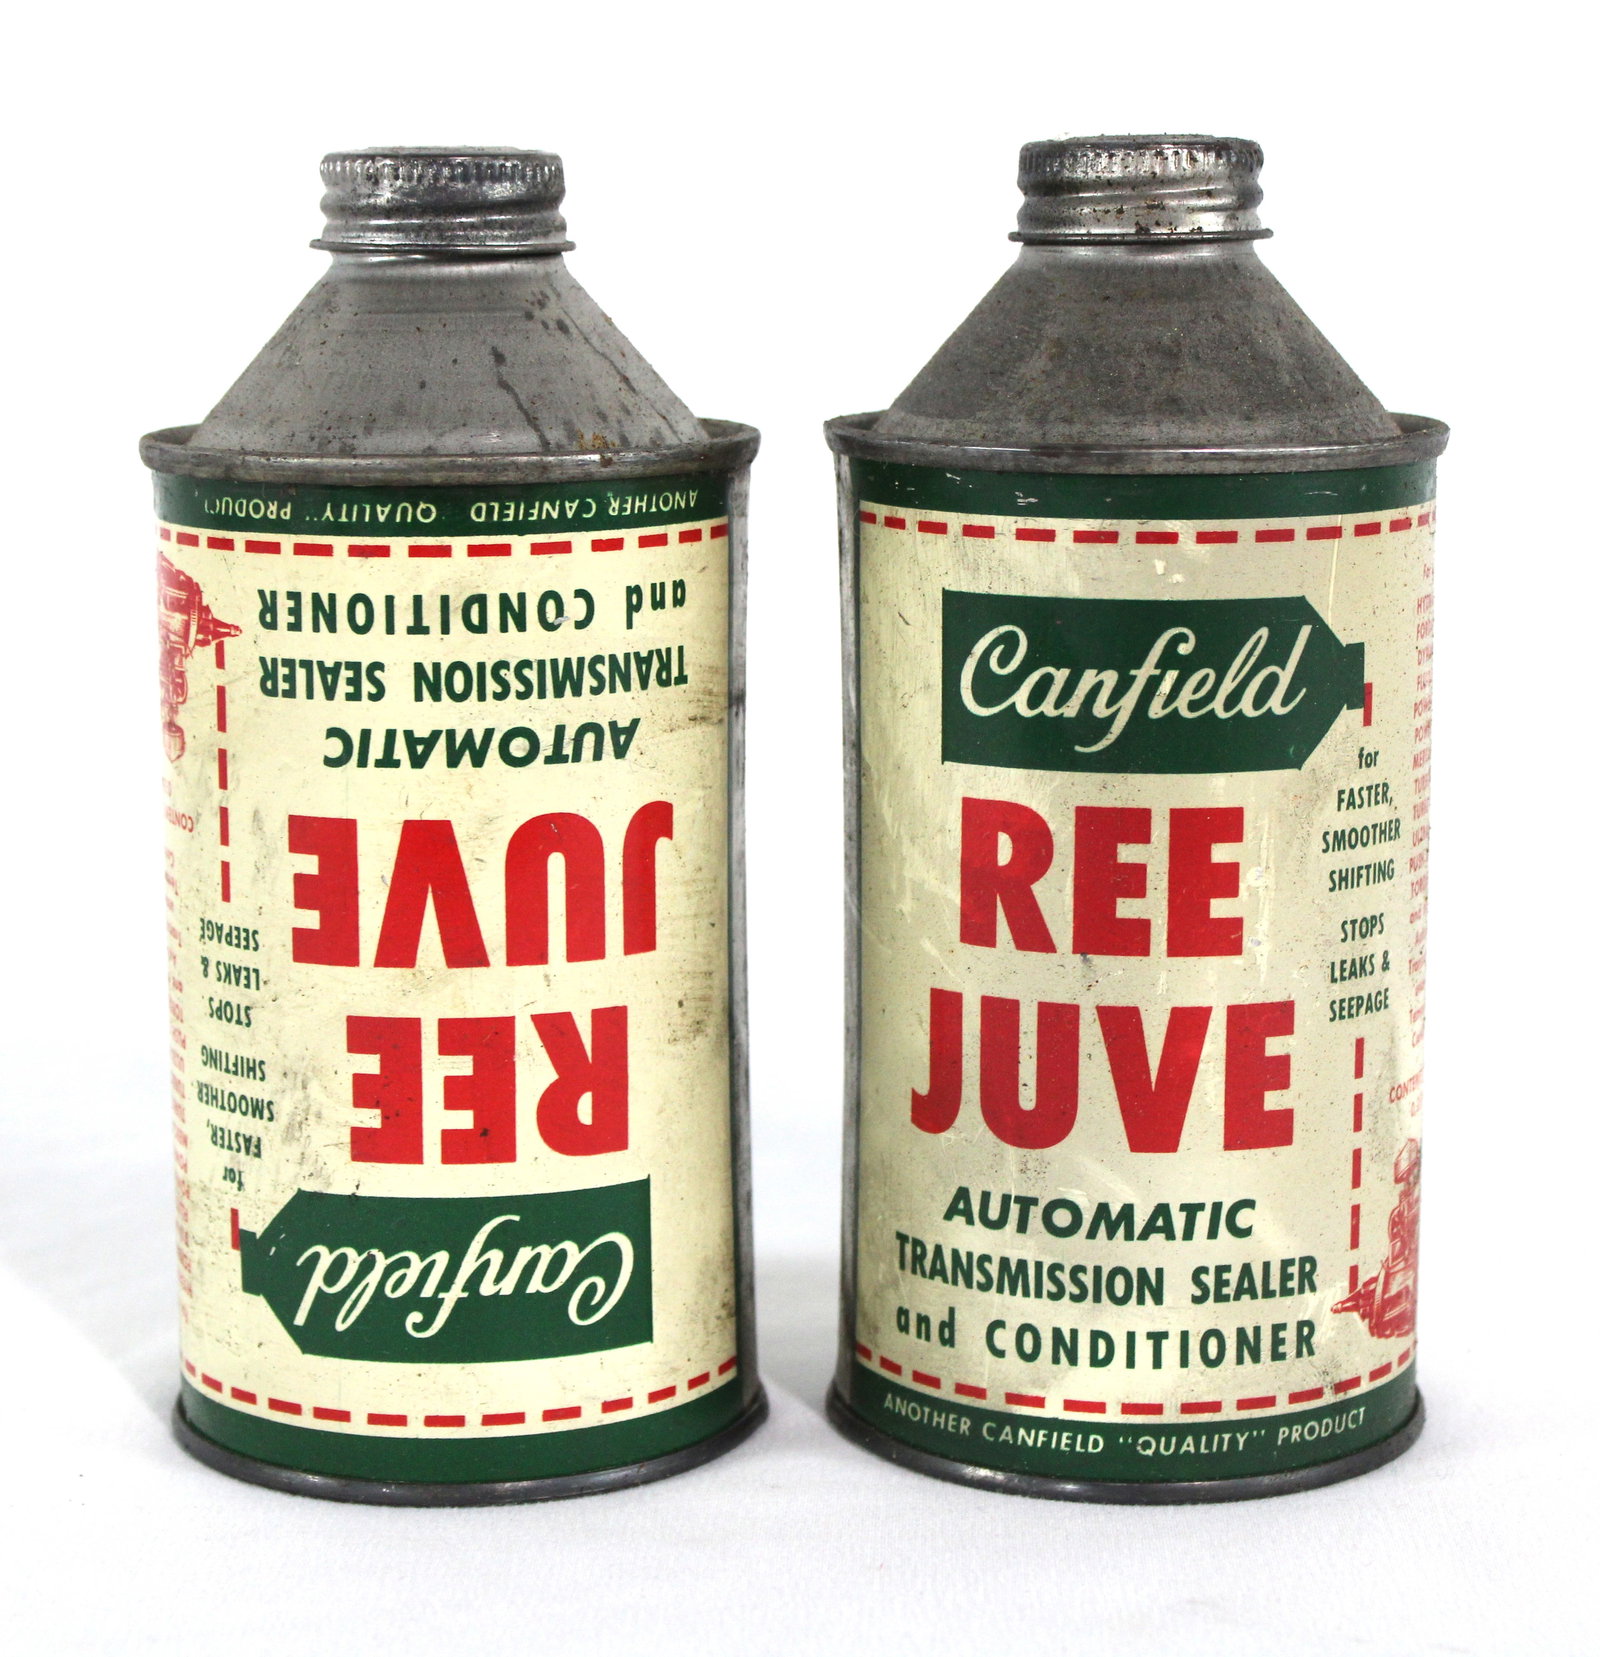 ANOTHER CANFIELD "QUALITY"
and CONDITIONER
TRANSMISSION SEALER
AUTOMATIC
JUVE
REE
Canfield
for
FASTER,
SMOOTHER
SHIFTING
STOPS
LEAKS &
SEEPAGE
Canfield
REE
JUVE
AUTOMATIC
TRANSMISSION SEALER
and CONDITIONER
for
FASTER,
SMOOTHER
SHIFTING
STOPS
LEAKS &
SEEPAGE
ANOTHER CANFIELD "QUALITY" PRODUCT